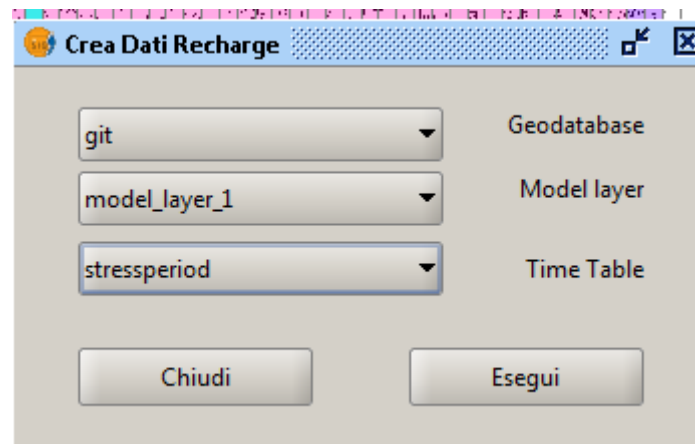 Crea Dati Recharge
git Geodatabase
model_layer_1 Model layer
stressperiod Time Table
Chiudi Esegui